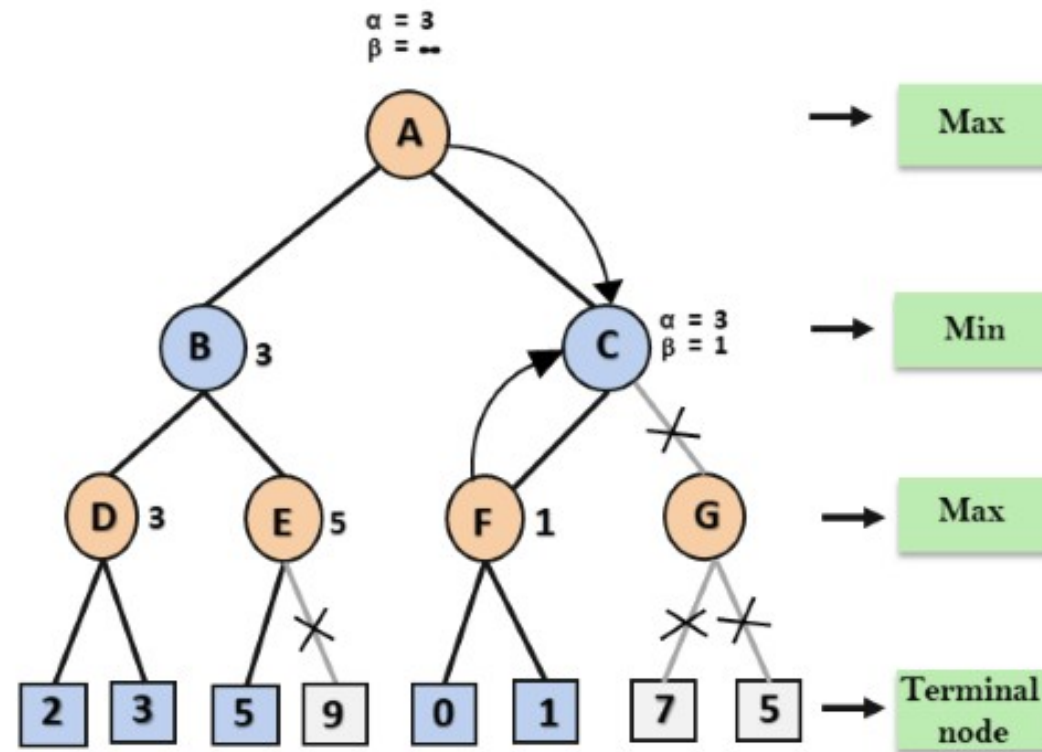 α = 3
β = ∞
A
Max
B
3
C
α = 3
β = 1
Min
D
3
E
5
F
1
G
Max
2
3
5
9
0
1
7
5
Terminal
node